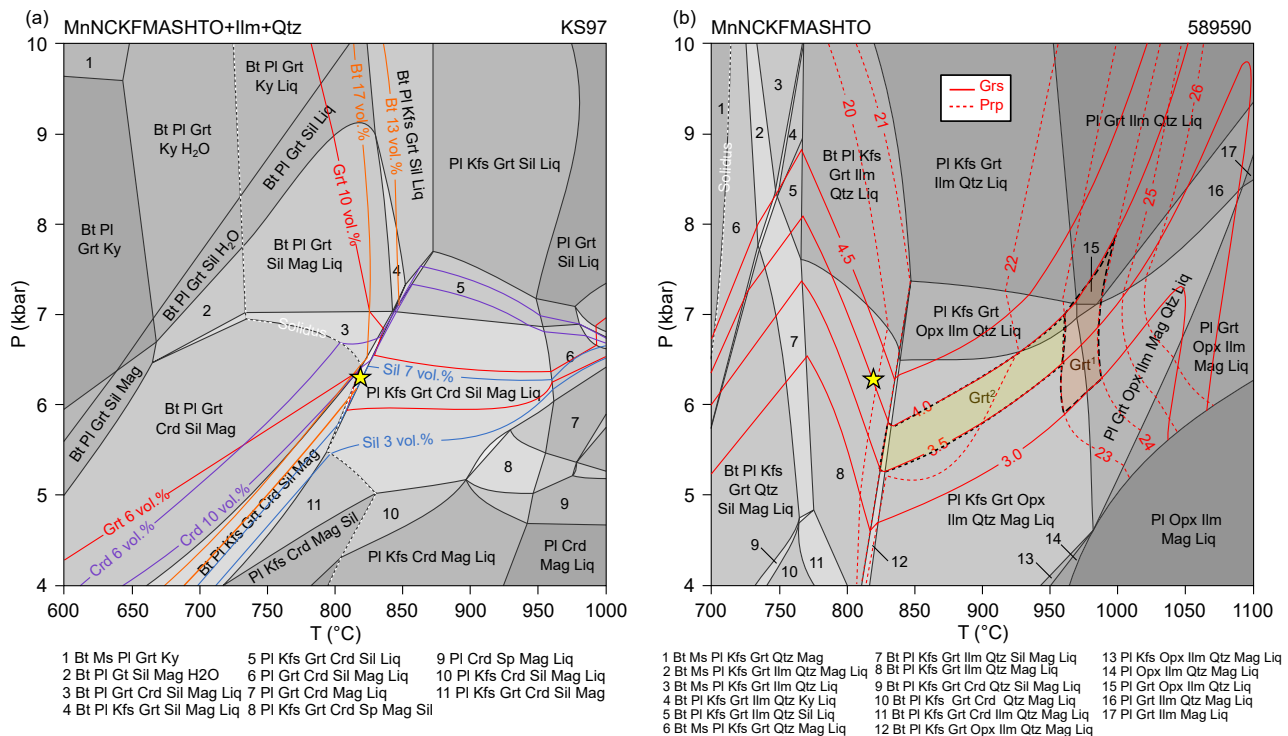 (a)
MnNCKFMASHTO+Ilm+Qtz
KS97
10
9
8
7
6
5
4
P (kbar)
600
650
700
750
800
850
900
950
1000
T (°C)
1
Bt Pl Grt
Ky Liq
Bt 17 vol.%
Bt 13 vol.%
Bt Pl Kfs Grt Sil Liq
Bt Pl Grt
Ky H2O
Bt Pl Grt Sil Liq
Grt 10 vol.%
Pl Kfs Grt Sil Liq
Bt Pl
Grt Ky
Bt Pl Grt Sil H2O
Bt Pl Grt
Sil Mag Liq
Pl Grt
Sil Liq
4
5
2
Solidus
3
6
Bt Pl Grt Sil Mag
Sil 7 vol.%
Pl Kfs Grt Crd Sil Mag Liq
Bt Pl Grt
Crd Sil Mag
7
Sil 3 vol.%
8
Grt 6 vol.%
Crd 6 vol.%
Crd 10 vol.%
Bt Pl Kfs Grt Crd Sil Mag
11
10
9
Pl Kfs Crd Mag Sil
Pl Kfs Crd Mag Liq
Pl Crd
Mag Liq
1 Bt Ms Pl Grt Ky
2 Bt Pl Gt Sil Mag H2O
3 Bt Pl Grt Crd Sil Mag Liq
4 Bt Pl Kfs Grt Sil Mag Liq
5 Pl Kfs Grt Crd Sil Liq
6 Pl Grt Crd Sil Mag Liq
7 Pl Grt Crd Mag Liq
8 Pl Kfs Grt Crd Sp Mag Sil
9 Pl Crd Sp Mag Liq
10 Pl Kfs Crd Sil Mag Liq
11 Pl Kfs Grt Crd Sil Mag
(b)
MnNCKFMASHTO
589590
10
9
8
7
6
5
4
P (kbar)
700
750
800
850
900
950
1000
1050
1100
T (°C)
Grs
Prp
1
Solidus
2
3
4
5
6
20
21
22
25
26
Bt Pl Kfs
Grt Ilm
Qtz Liq
Pl Kfs Grt
Ilm Qtz Liq
Pl Grt Ilm Qtz Liq
17
16
4.5
15
7
Pl Kfs Grt
Opx Ilm Qtz Liq
Grt1
Pl Grt Opx Ilm Mag Qtz Liq
Pl Grt
Opx Ilm
Mag Liq
4.0
Grt2
3.5
3.0
23
24
8
Bt Pl Kfs
Grt Qtz
Sil Mag Liq
Pl Kfs Grt Opx
Ilm Qtz Mag Liq
Pl Opx Ilm
Mag Liq
9
10
11
12
13
14
1 Bt Ms Pl Kfs Grt Qtz Mag
2 Bt Ms Pl Kfs Grt Ilm Qtz Mag Liq
3 Bt Ms Pl Kfs Grt Ilm Qtz Liq
4 Bt Pl Kfs Grt Ilm Qtz Ky Liq
5 Bt Pl Kfs Grt Ilm Qtz Sil Liq
6 Bt Ms Pl Kfs Grt Qtz Mag Liq
7 Bt Pl Kfs Grt Ilm Qtz Sil Mag Liq
8 Bt Pl Kfs Grt Ilm Qtz Mag Liq
9 Bt Pl Kfs Grt Crd Qtz Sil Mag Liq
10 Bt Pl Kfs Grt Crd Qtz Mag Liq
11 Bt Pl Kfs Grt Crd Ilm Qtz Mag Liq
12 Bt Pl Kfs Grt Opx Ilm Qtz Mag Liq
13 Pl Kfs Opx Ilm Qtz Mag Liq
14 Pl Opx Ilm Qtz Mag Liq
15 Pl Grt Opx Ilm Qtz Liq
16 Pl Grt Ilm Qtz Mag Liq
17 Pl Grt Ilm Mag Liq